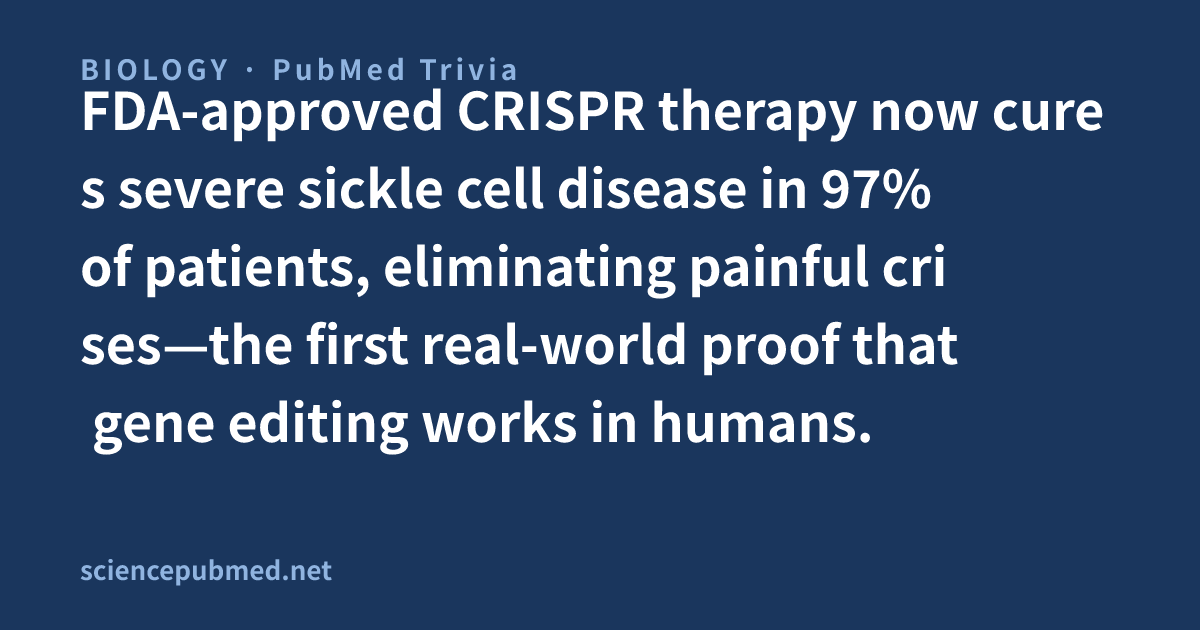 BIOLOGY · PubMed Trivia
FDA-approved CRISPR therapy now cure
s severe sickle cell disease in 97%
of patients, eliminating painful cri
ses—the first real-world proof that
gene editing works in humans.
sciencepubmed.net